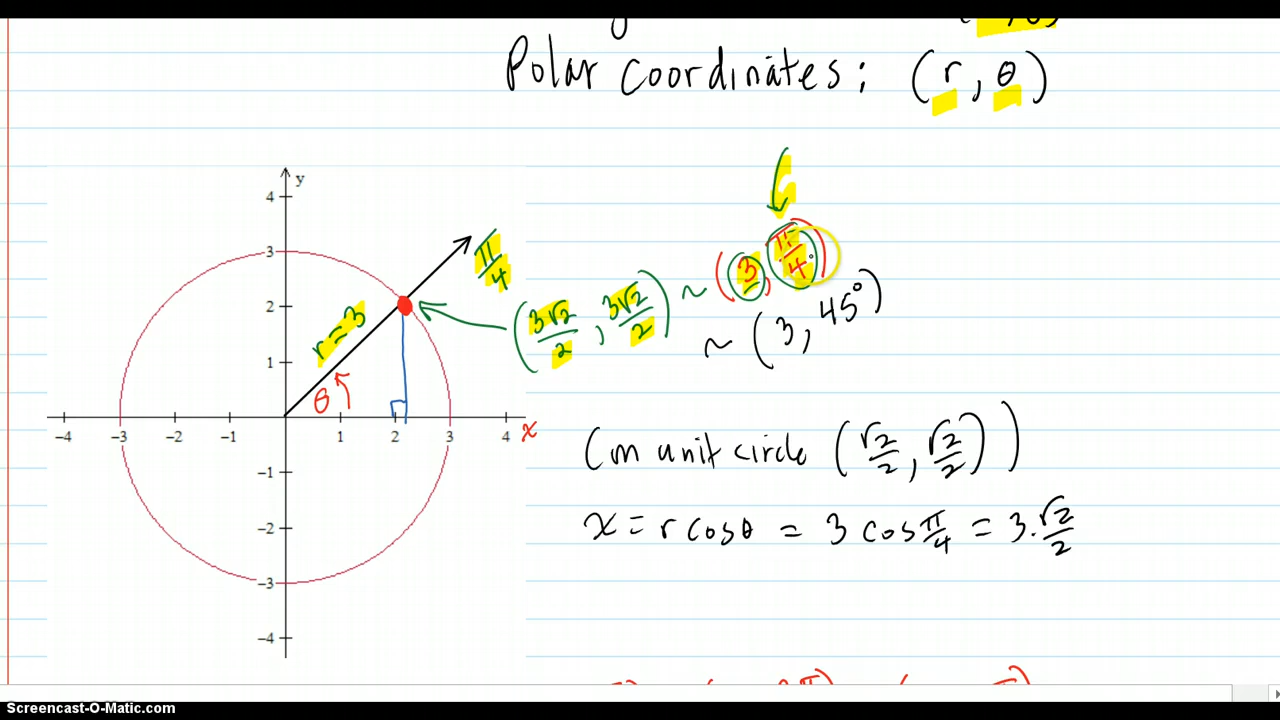 Polar coordinates: (r, θ)
y
4
3
2
1
-4 -3 -2 -1 1 2 3 4 x
-1
-2
-3
-4
π/4
r = 3
θ
(3√2/2, 3√2/2) ~ (3, π/4)
~ (3, 45°)
(on unit circle (√2/2, √2/2))
x = r cosθ = 3 cos π/4 = 3·√2/2
Screencast-O-Matic.com